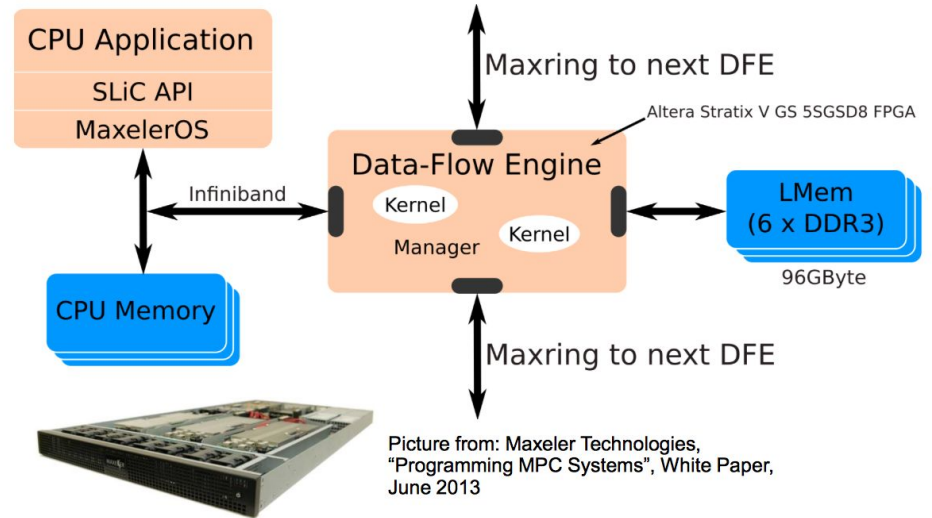 CPU Application
SLiC API
MaxelerOS
Maxring to next DFE
Altera Stratix V GS 5SGSD8 FPGA
Data-Flow Engine
Infiniband
Kernel
Kernel
Manager
LMem
(6 x DDR3)
96GByte
CPU Memory
Maxring to next DFE
Picture from: Maxeler Technologies,
“Programming MPC Systems”, White Paper,
June 2013